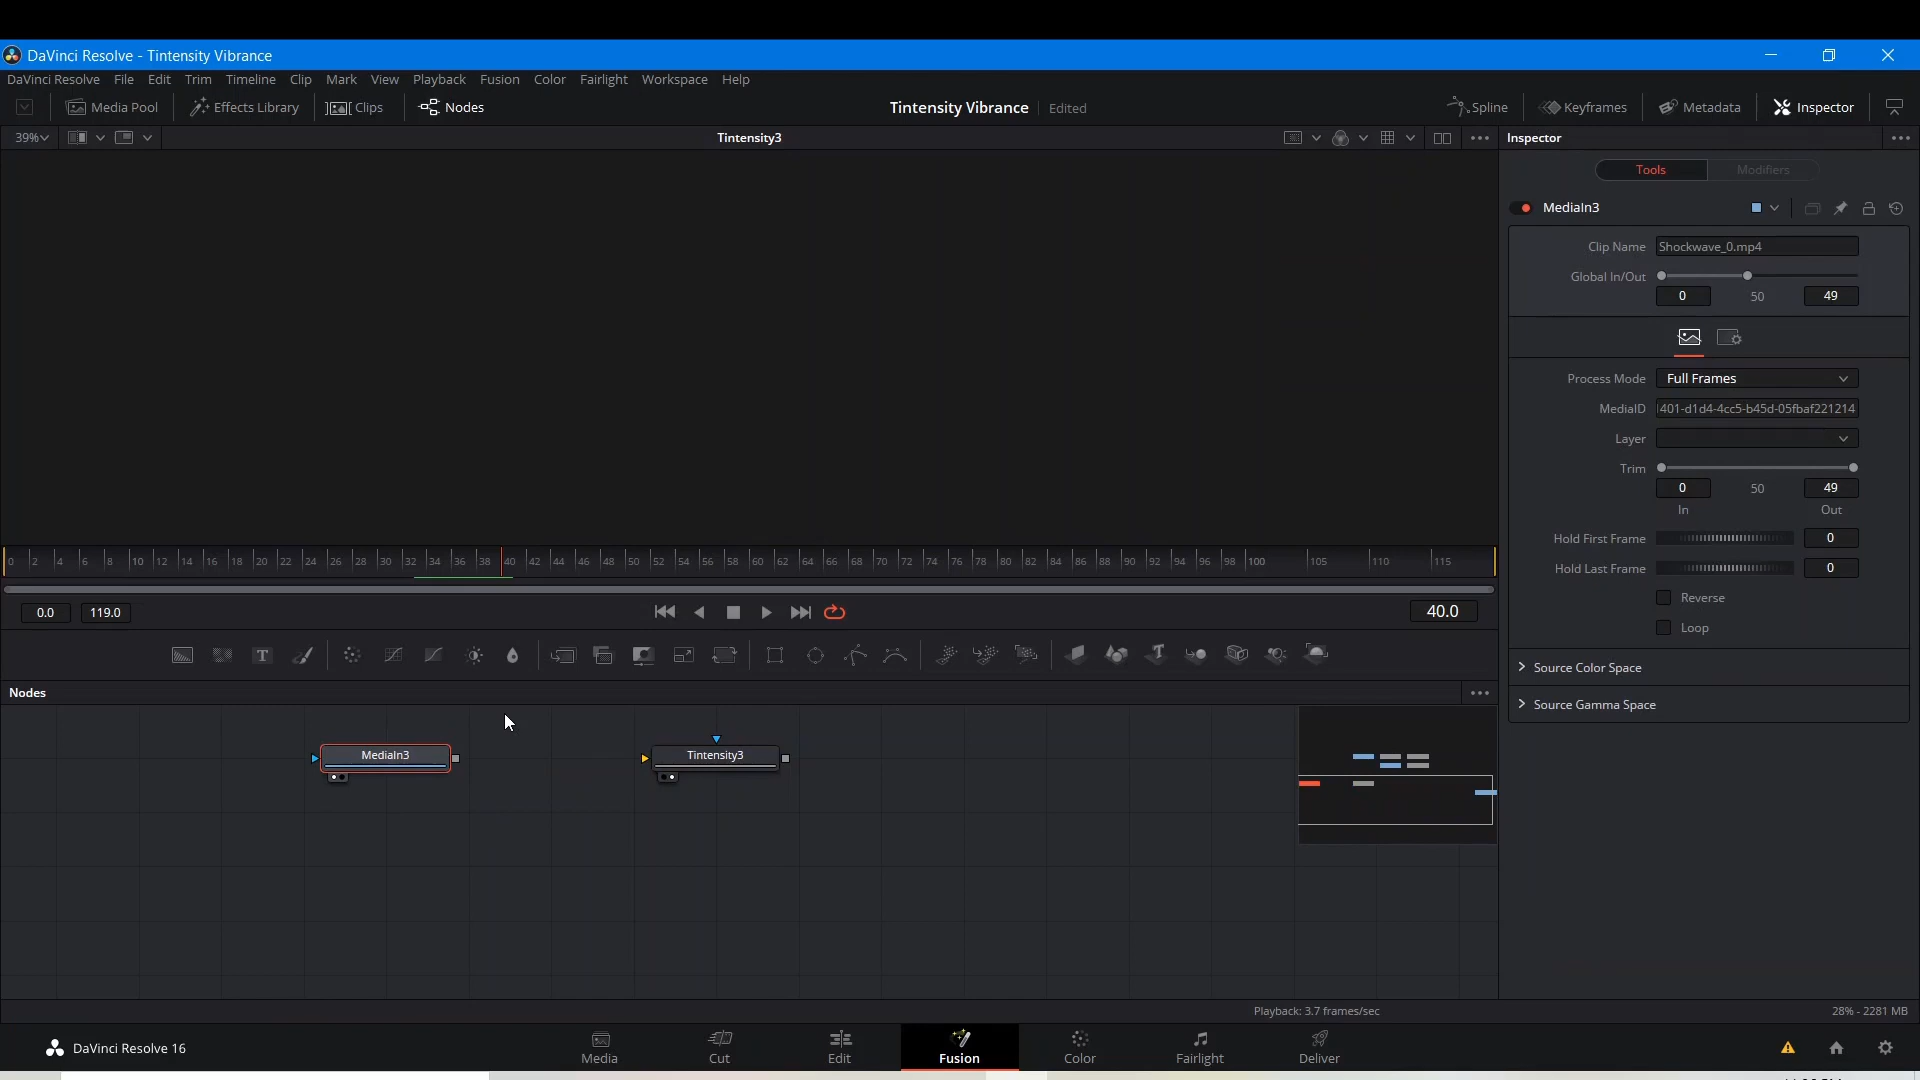 DaVinci Resolve - Tintensity Vibrance
DaVinci Resolve File Edit Trim Timeline Clip Mark View Playback Fusion Color Fairlight Workspace Help
Media Pool Effects Library Clips Nodes Tintensity Vibrance Edited Spline Keyframes Metadata Inspector
39% Tintensity3 Inspector
Tools Modifiers
MediaIn3
Clip Name Shockwave_0.mp4
Global In/Out
0 50 49
Process Mode Full Frames
MediaID 401-d1d4-4cc5-b45d-05fbaf221214
Layer
Trim
0 50 49
In Out
Hold First Frame 0
Hold Last Frame 0
Reverse
Loop
Source Color Space
Source Gamma Space
0 2 4 6 8 10 12 14 16 18 20 22 24 26 28 30 32 34 36 38 40 42 44 46 48 50 52 54 56 58 60 62 64 66 68 70 72 74 76 78 80 82 84 86 88 90 92 94 96 98 100 105 110 115
0.0 119.0 40.0
T
Nodes
MediaIn3 Tintensity3
Playback: 3.7 frames/sec 28% - 2281 MB
DaVinci Resolve 16 Media Cut Edit Fusion Color Fairlight Deliver